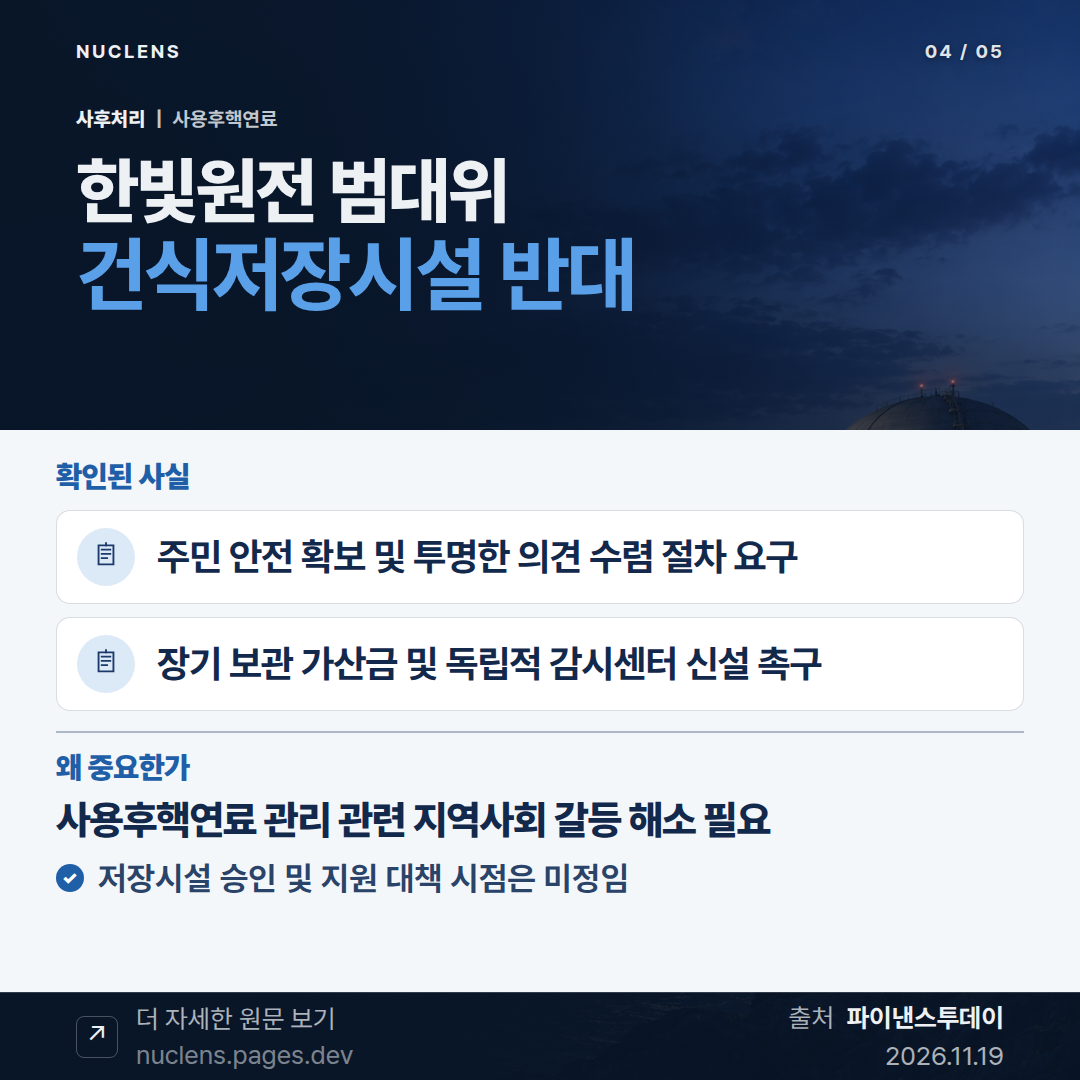 NUCLENS
04 / 05
사후처리 | 사용후핵연료
한빛원전 범대위
건식저장시설 반대
확인된 사실
주민 안전 확보 및 투명한 의견 수렴 절차 요구
장기 보관 가산금 및 독립적 감시센터 신설 촉구
왜 중요한가
사용후핵연료 관리 관련 지역사회 갈등 해소 필요
저장시설 승인 및 지원 대책 시점은 미정임
더 자세한 원문 보기
nuclens.pages.dev
출처 파이낸스투데이
2026.11.19